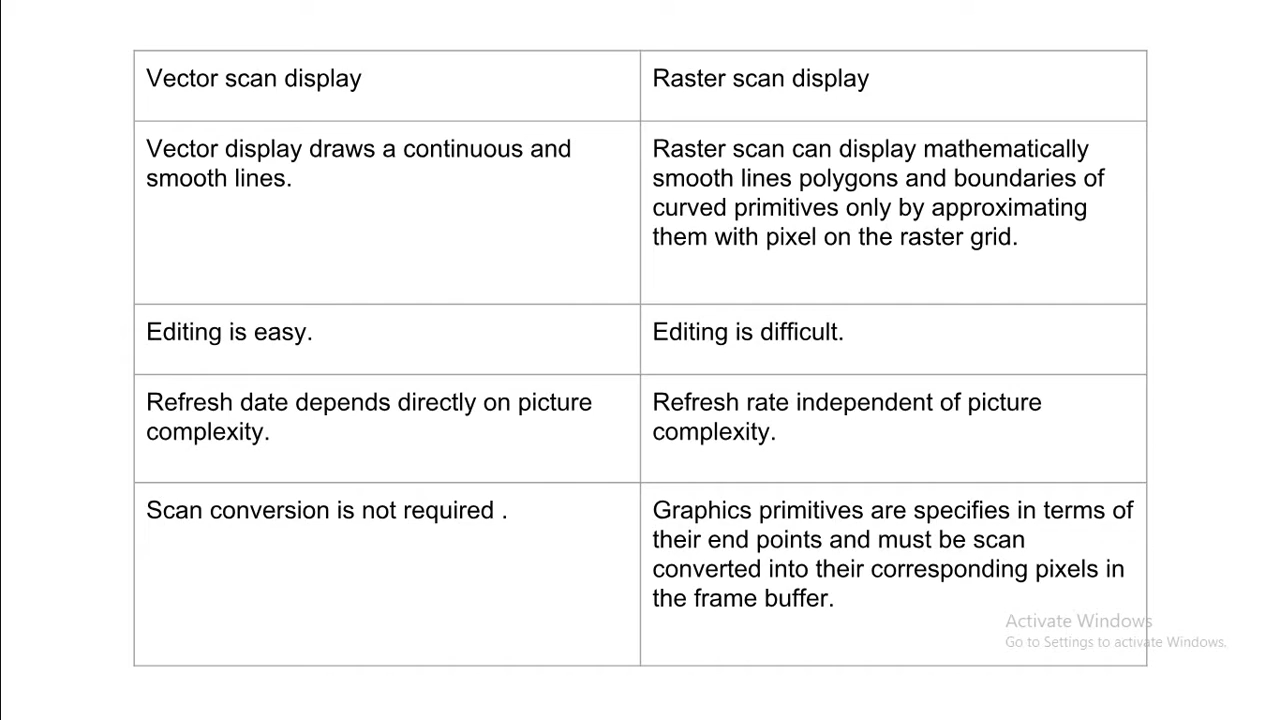 Vector scan display
Raster scan display
Vector display draws a continuous and
smooth lines.
Raster scan can display mathematically
smooth lines polygons and boundaries of
curved primitives only by approximating
them with pixel on the raster grid.
Editing is easy.
Editing is difficult.
Refresh date depends directly on picture
complexity.
Refresh rate independent of picture
complexity.
Scan conversion is not required .
Graphics primitives are specifies in terms of
their end points and must be scan
converted into their corresponding pixels in
the frame buffer.
Activate Windows
Go to Settings to activate Windows.